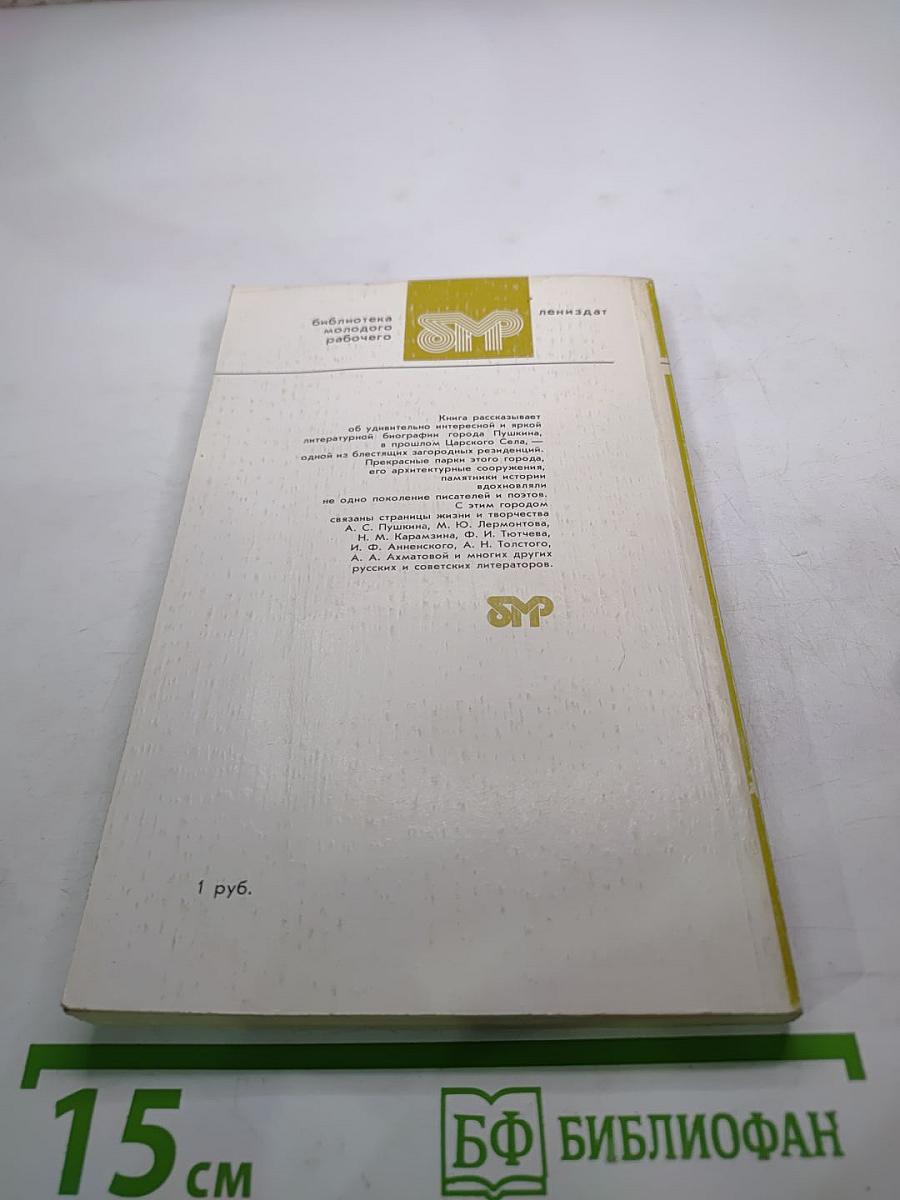 библиотека
молодого
рабочего
бмр
лениздат
Книга рассказывает
об удивительно интересной и яркой
литературной биографии города Пушкина,
в прошлом Царского Села, —
одной из блестящих загородных резиденций.
Прекрасные парки этого города,
его архитектурные сооружения,
памятники истории
вдохновляли
не одно поколение писателей и поэтов.
С этим городом
связаны страницы жизни и творчества
А. С. Пушкина, М. Ю. Лермонтова,
Н. М. Карамзина, Ф. И. Тютчева,
И. Ф. Анненского, А. Н. Толстого,
А. А. Ахматовой и многих других
русских и советских литераторов.
бмр
1 руб.
15 см
БФ БИБЛИОФАН